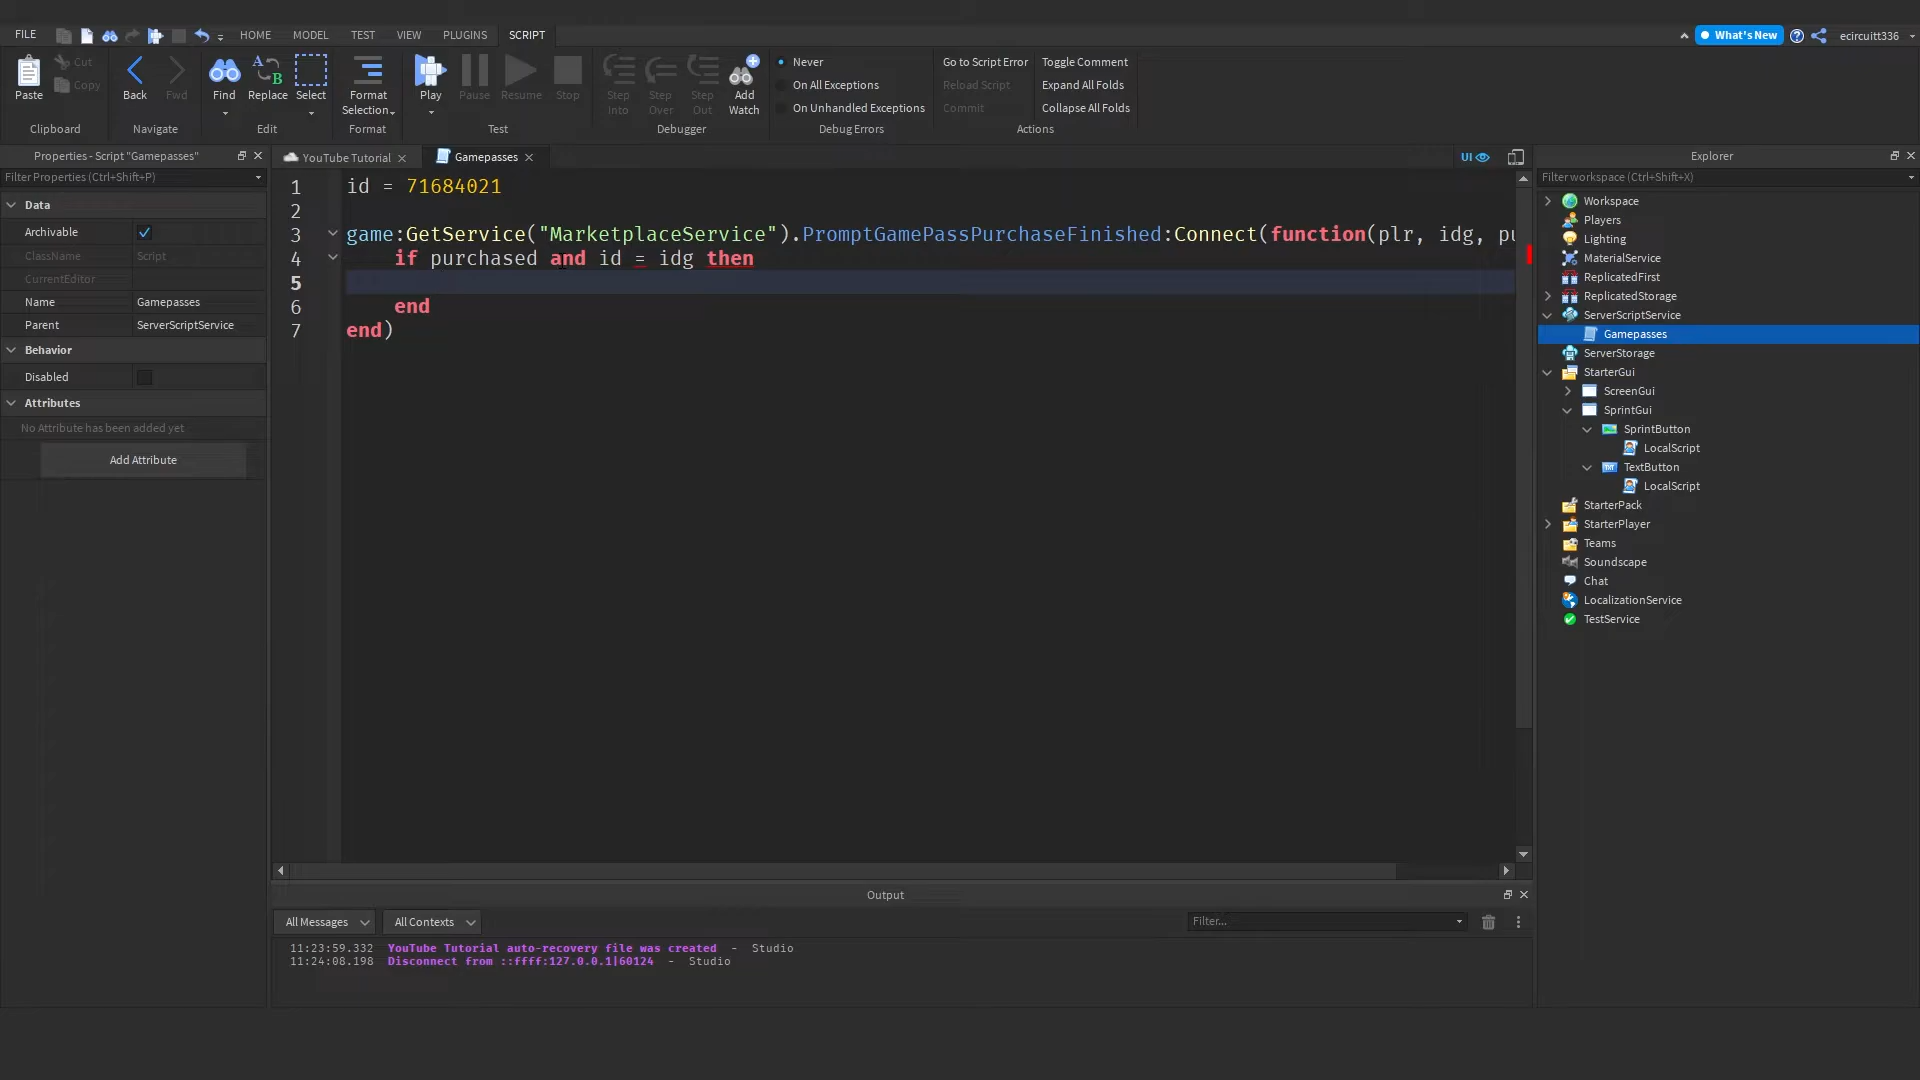 FILE HOME MODEL TEST VIEW PLUGINS SCRIPT What's New ecircuitt336
Paste Cut Copy Back Fwd Find Replace Select Format Selection Play Pause Resume Stop Step Into Step Over Step Out Add Watch
Never Go to Script Error Toggle Comment
On All Exceptions Reload Script Expand All Folds
On Unhandled Exceptions Commit Collapse All Folds
Clipboard Navigate Edit Format Test Debugger Debug Errors Actions
Properties - Script "Gamepasses"
Filter Properties (Ctrl+Shift+P)
Data
Archivable
ClassName Script
CurrentEditor
Name Gamepasses
Parent ServerScriptService
Behavior
Disabled
Attributes
No Attribute has been added yet
Add Attribute
YouTube Tutorial Gamepasses UI
1 id = 71684021
2
3 game:GetService("MarketplaceService").PromptGamePassPurchaseFinished:Connect(function(plr, idg, pu
4 if purchased and id = idg then
5
6 end
7 end)
Output
All Messages All Contexts Filter...
11:23:59.332 YouTube Tutorial auto-recovery file was created - Studio
11:24:08.198 Disconnect from ::ffff:127.0.0.1|60124 - Studio
Explorer
Filter workspace (Ctrl+Shift+X)
Workspace
Players
Lighting
MaterialService
ReplicatedFirst
ReplicatedStorage
ServerScriptService
Gamepasses
ServerStorage
StarterGui
ScreenGui
SprintGui
SprintButton
LocalScript
TextButton
LocalScript
StarterPack
StarterPlayer
Teams
Soundscape
Chat
LocalizationService
TestService